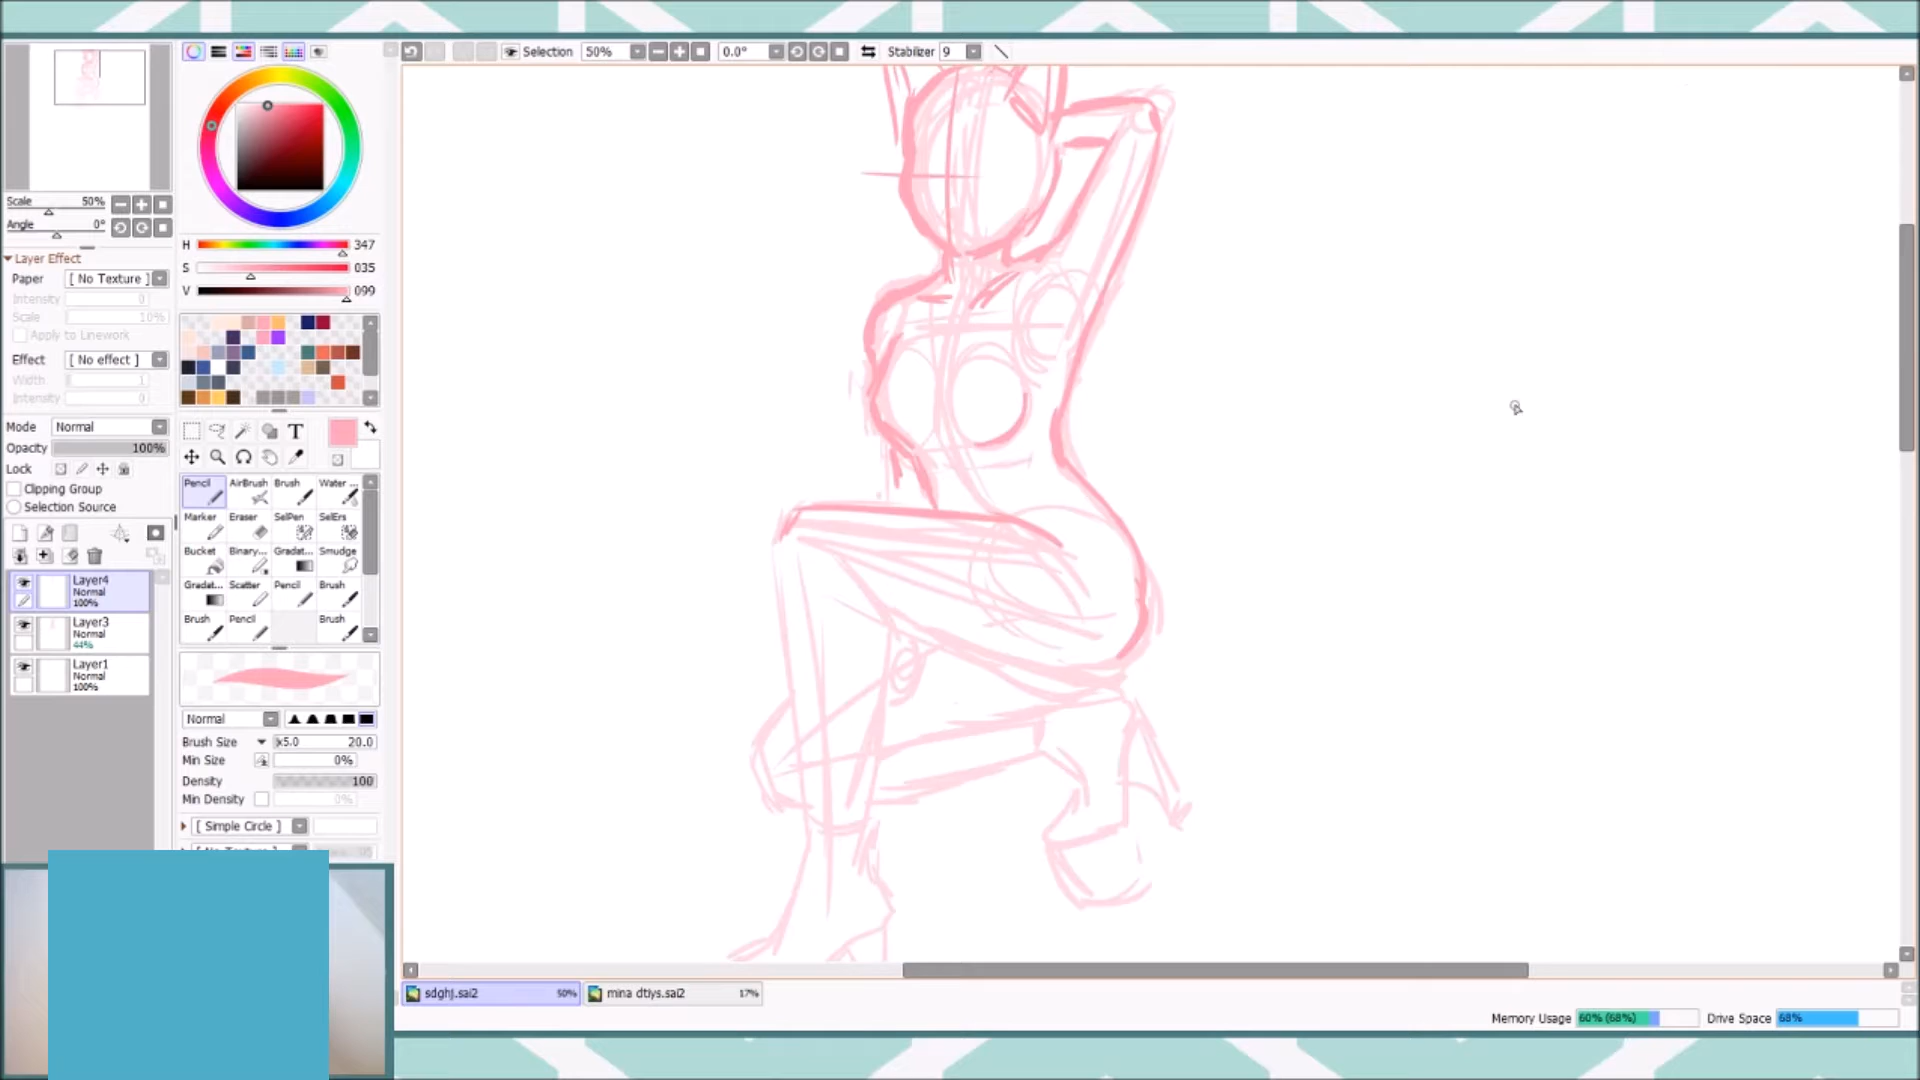 Selection 50% 0.0° Stabilizer 9
Scale 50%
Angle 0°
Layer Effect
Paper [ No Texture ]
Intensity 0
Scale 10%
Apply to Linework
Effect [ No effect ]
Width 1
Intensity 0
Mode Normal
Opacity 100%
Lock
Clipping Group
Selection Source
Layer4
Normal
100%
Layer3
Normal
44%
Layer1
Normal
100%
H 347
S 035
V 099
T
Pencil AirBrush Brush Water ...
Marker Eraser SelPen SelErs
Bucket Binary... Gradat... Smudge
Gradat... Scatter Pencil Brush
Brush Pencil Brush
Normal
Brush Size x5.0 20.0
Min Size 0%
Density 100
Min Density 0%
[ Simple Circle ]
sdghj.sai2 50% mina dtiys.sai2 17%
Memory Usage 60% (68%) Drive Space 68%